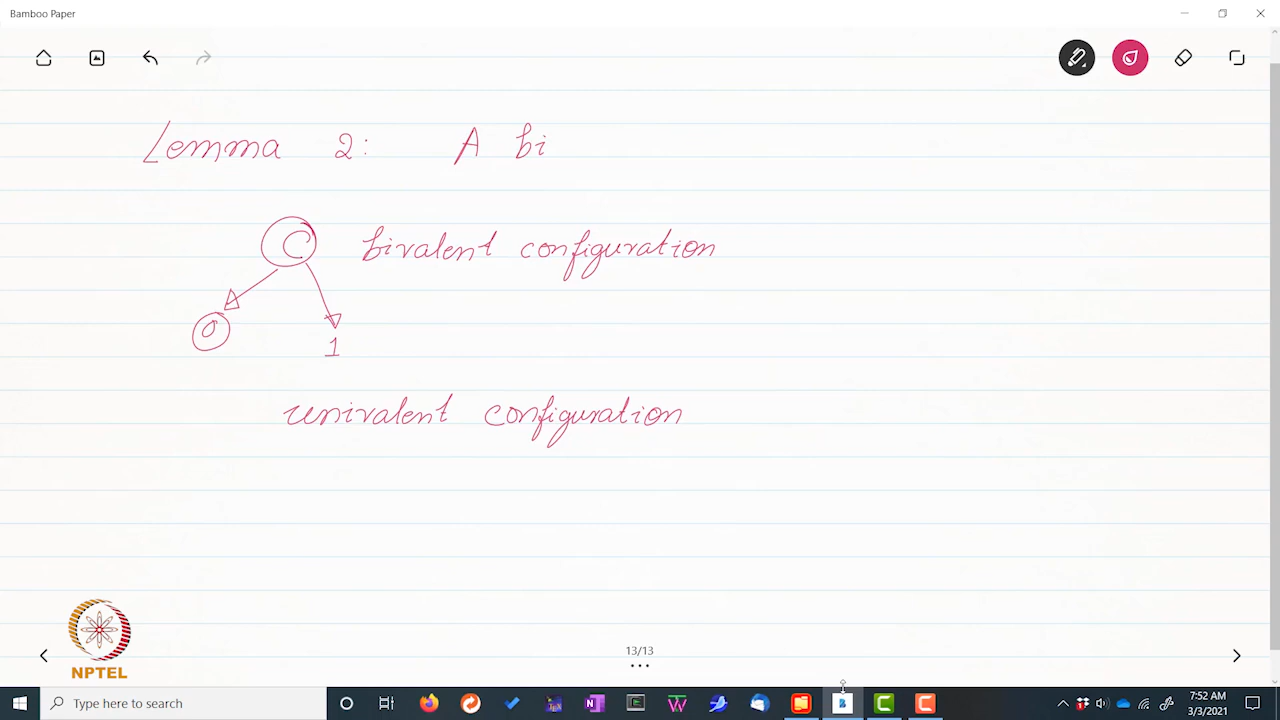 Bamboo Paper
Lemma 2: A bi
C bivalent configuration
0
1
univalent configuration
NPTEL
13/13
Type here to search
7:52 AM
3/3/2021